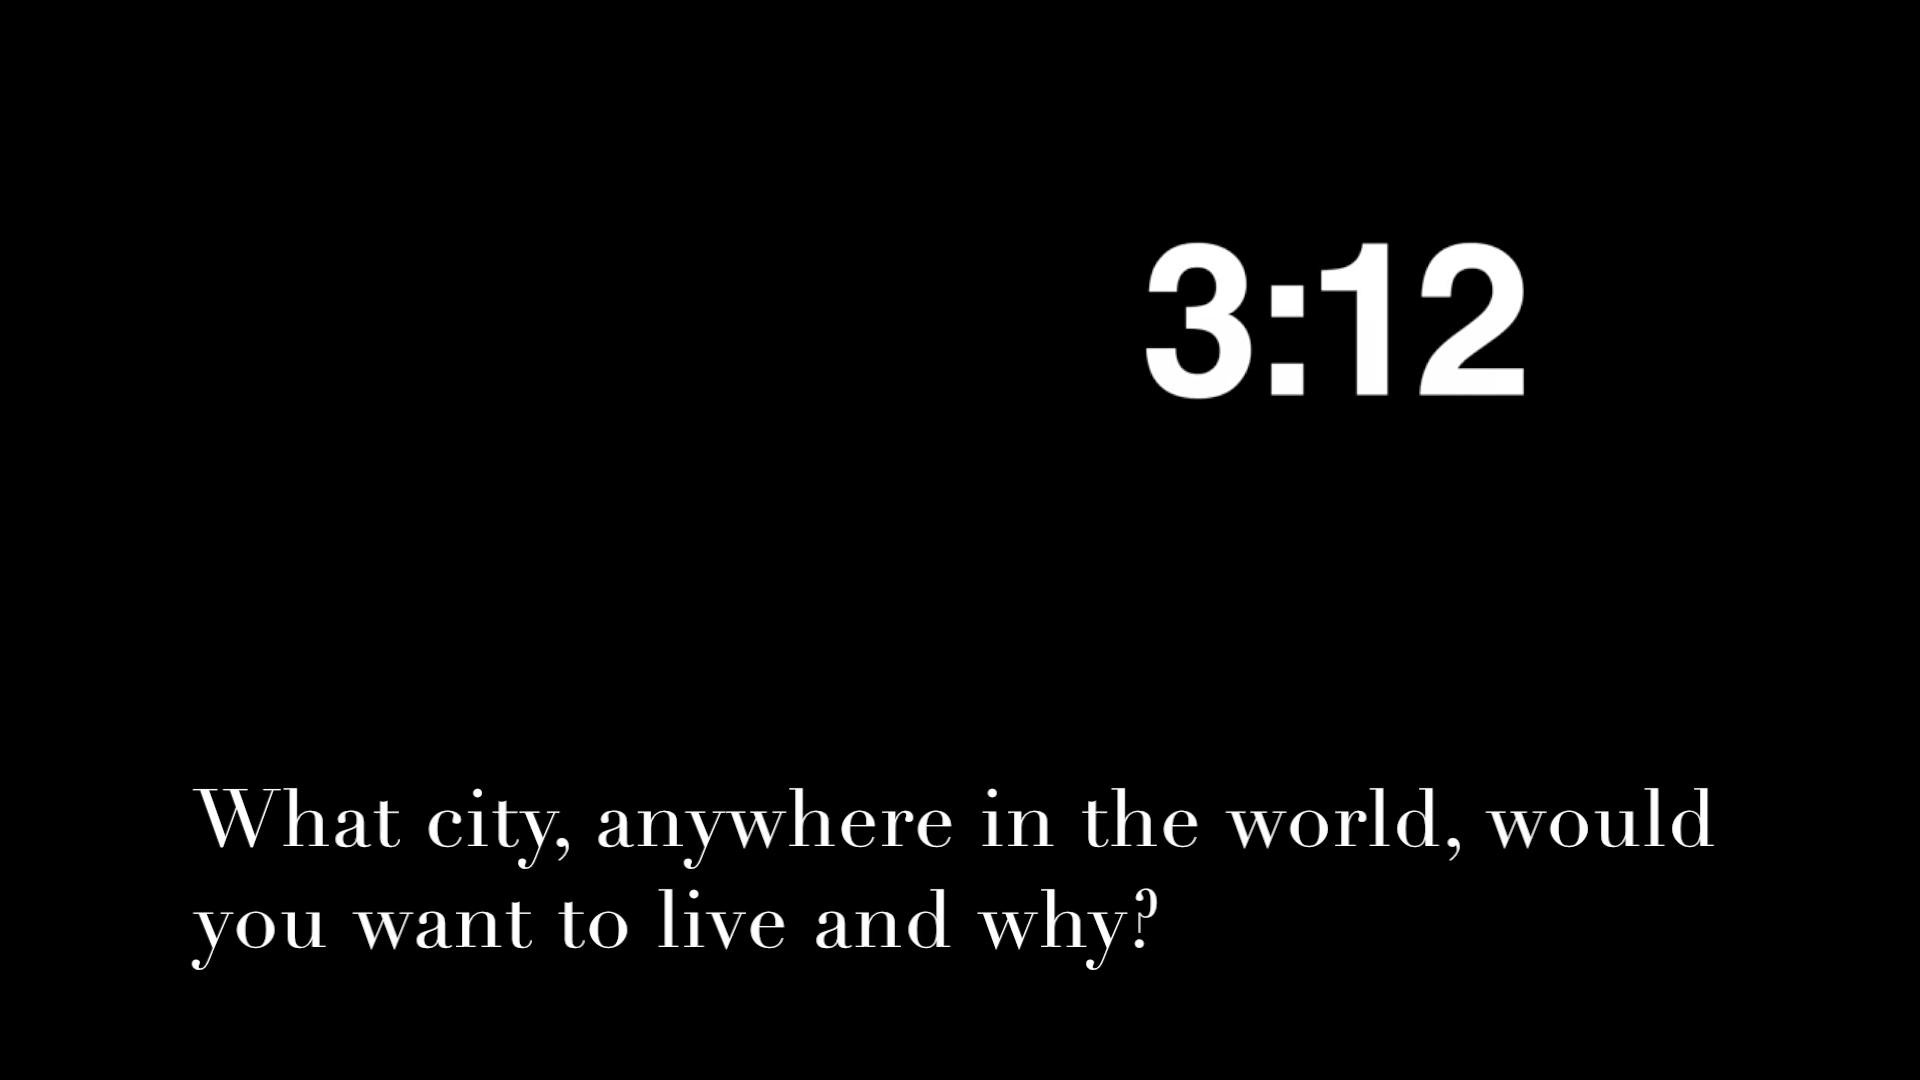 3:12
What city, anywhere in the world, would
you want to live and why?